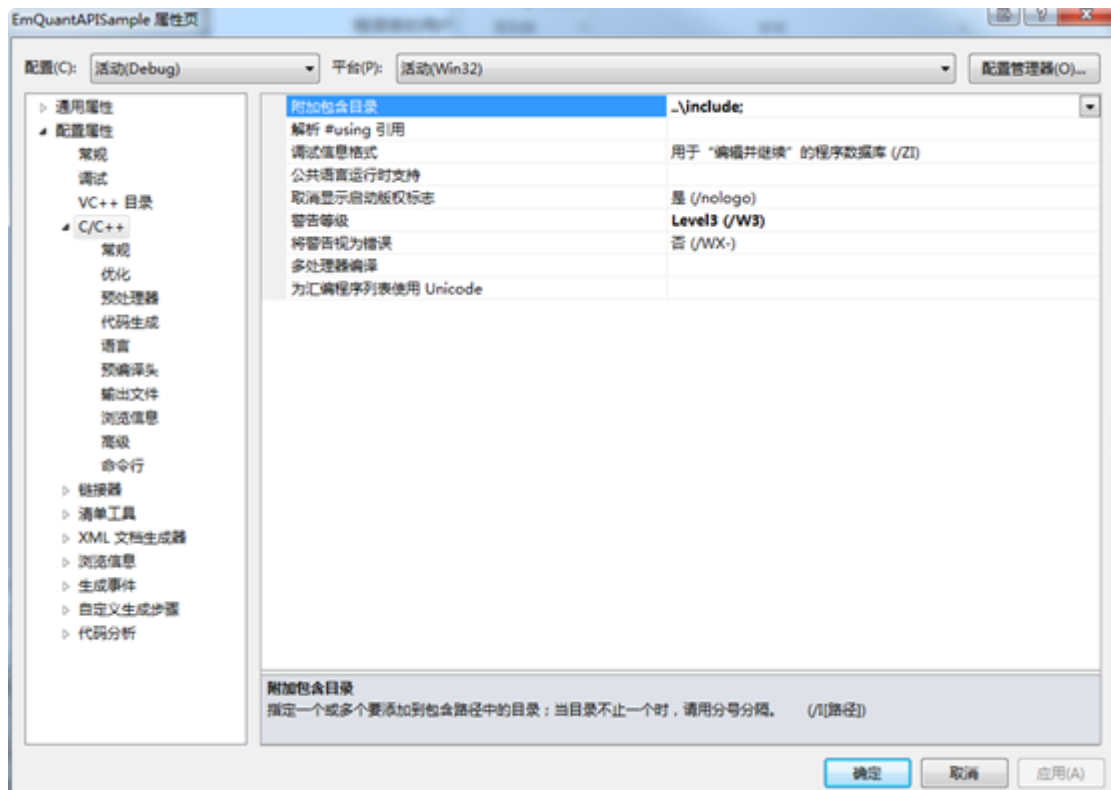 EmQuantAPISample 属性页
配置(C): 活动(Debug) 平台(P): 活动(Win32) 配置管理器(O)...
通用属性
配置属性
常规
调试
VC++ 目录
C/C++
常规
优化
预处理器
代码生成
语言
预编译头
输出文件
浏览信息
高级
命令行
链接器
清单工具
XML 文档生成器
浏览信息
生成事件
自定义生成步骤
代码分析
附加包含目录 ..\include;
解析 #using 引用
调试信息格式 用于“编辑并继续”的程序数据库 (/ZI)
公共语言运行时支持
取消显示启动版权标志 是 (/nologo)
警告等级 Level3 (/W3)
将警告视为错误 否 (/WX-)
多处理器编译
为汇编程序列表使用 Unicode
附加包含目录
指定一个或多个要添加到包含路径中的目录；当目录不止一个时，请用分号分隔。 (/I[路径])
确定 取消 应用(A)